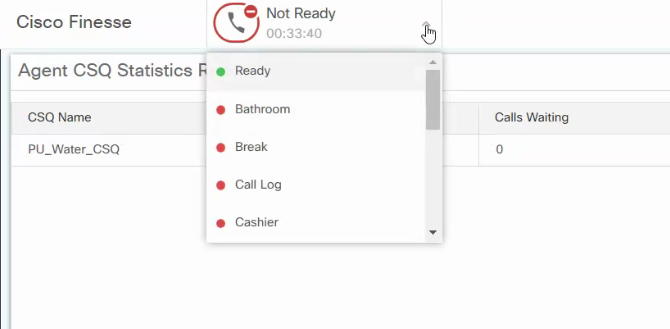 Cisco Finesse
Not Ready
00:33:40
Agent CSQ Statistics R
Ready
CSQ Name
Calls Waiting
Bathroom
PU_Water_CSQ
0
Break
Call Log
Cashier